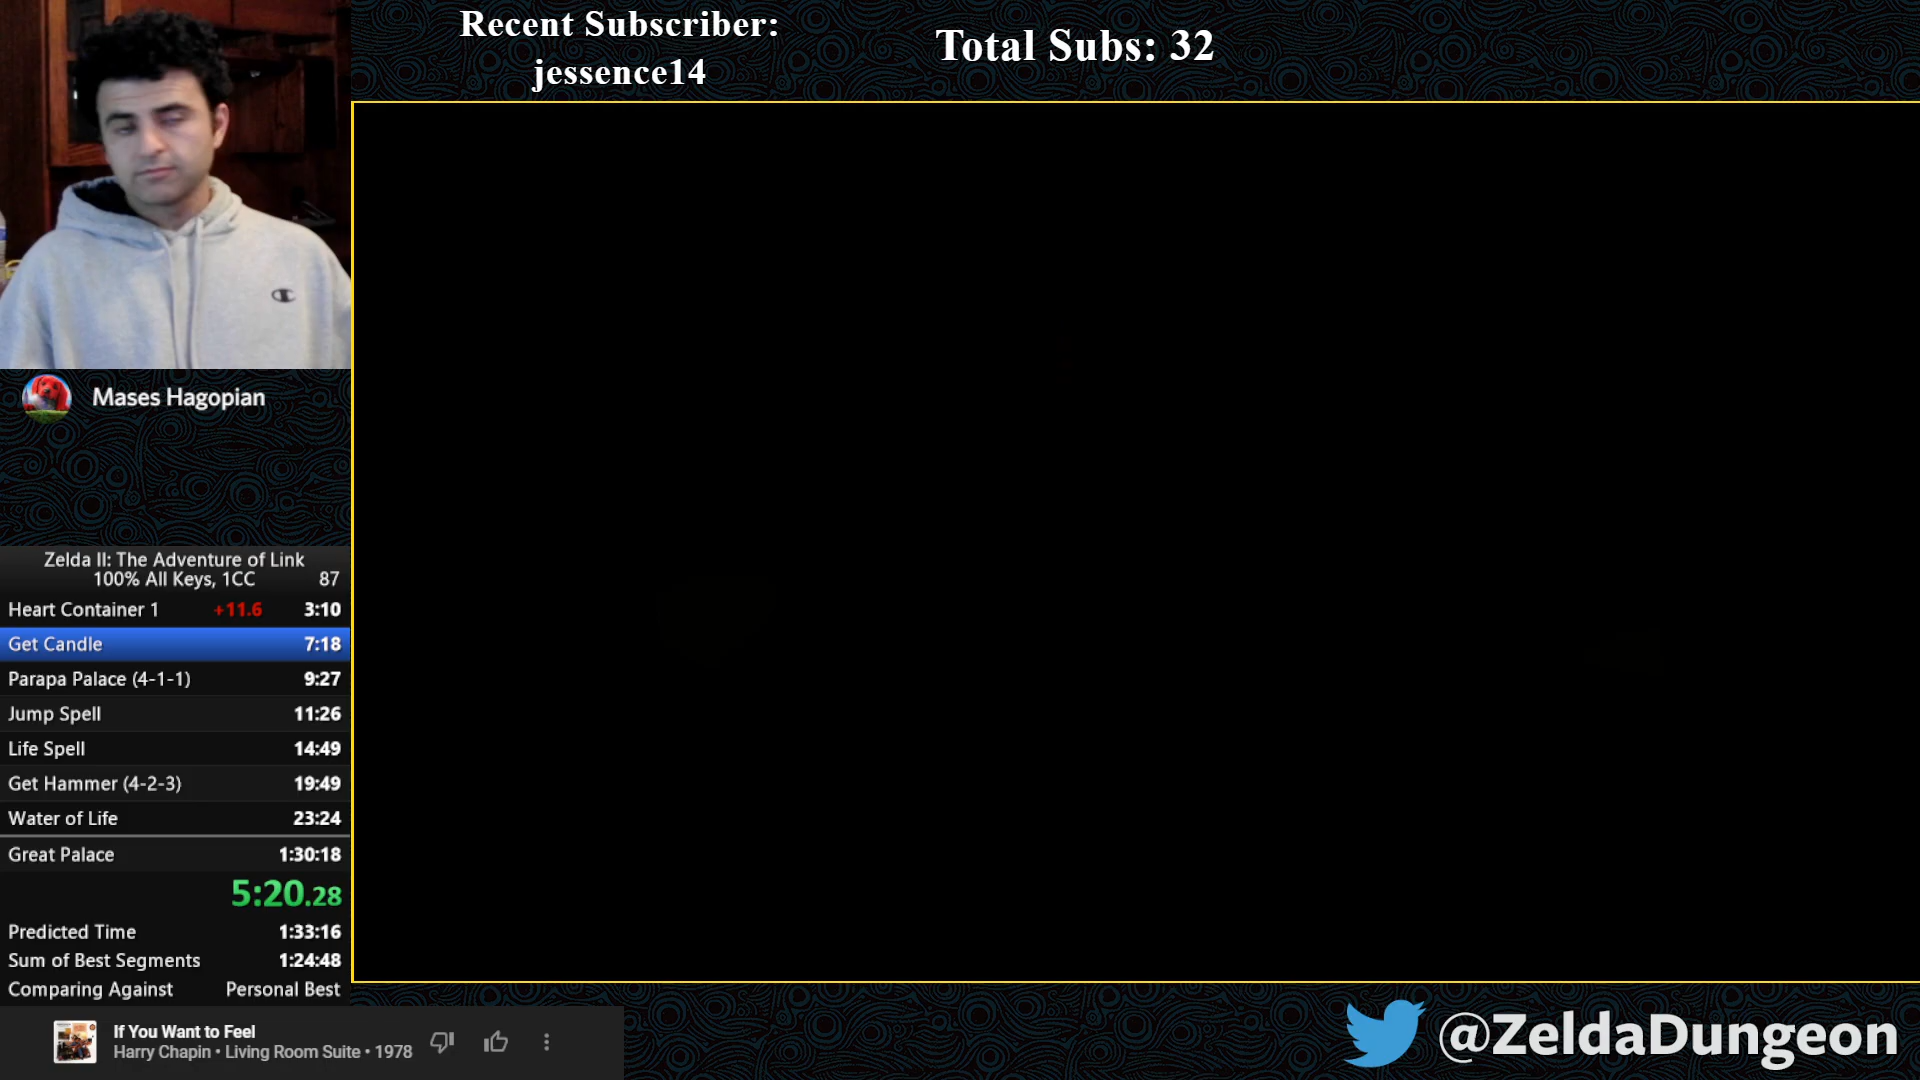 Recent Subscriber:
jessence14
Total Subs: 32
Mases Hagopian
Zelda II: The Adventure of Link
100% All Keys, 1CC 87
Heart Container 1 +11.6 3:10
Get Candle 7:18
Parapa Palace (4-1-1) 9:27
Jump Spell 11:26
Life Spell 14:49
Get Hammer (4-2-3) 19:49
Water of Life 23:24
Great Palace 1:30:18
5:20.28
Predicted Time 1:33:16
Sum of Best Segments 1:24:48
Comparing Against Personal Best
If You Want to Feel
Harry Chapin • Living Room Suite • 1978
@ZeldaDungeon